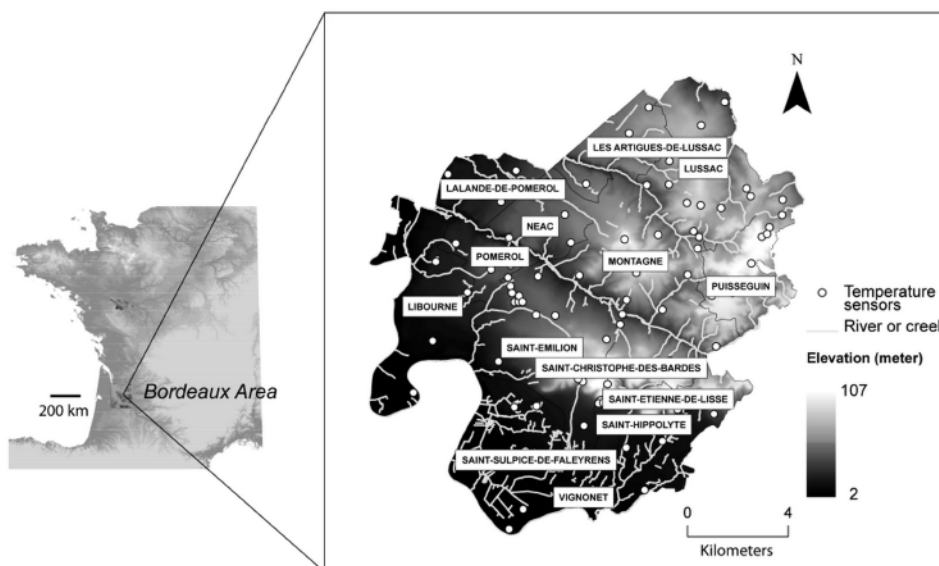 N
LES ARTIGUES-DE-LUSSAC
LUSSAC
LALANDE-DE-POMEROL
NEAC
POMEROL
MONTAGNE
PUISSEGUIN
LIBOURNE
SAINT-EMILION
SAINT-CHRISTOPHE-DES-BARDES
SAINT-ETIENNE-DE-LISSE
SAINT-HIPPOLYTE
SAINT-SULPICE-DE-FALEYRENS
VIGNONET
Bordeaux Area
200 km
Temperature
sensors
River or creek
Elevation (meter)
107
2
0 4
Kilometers